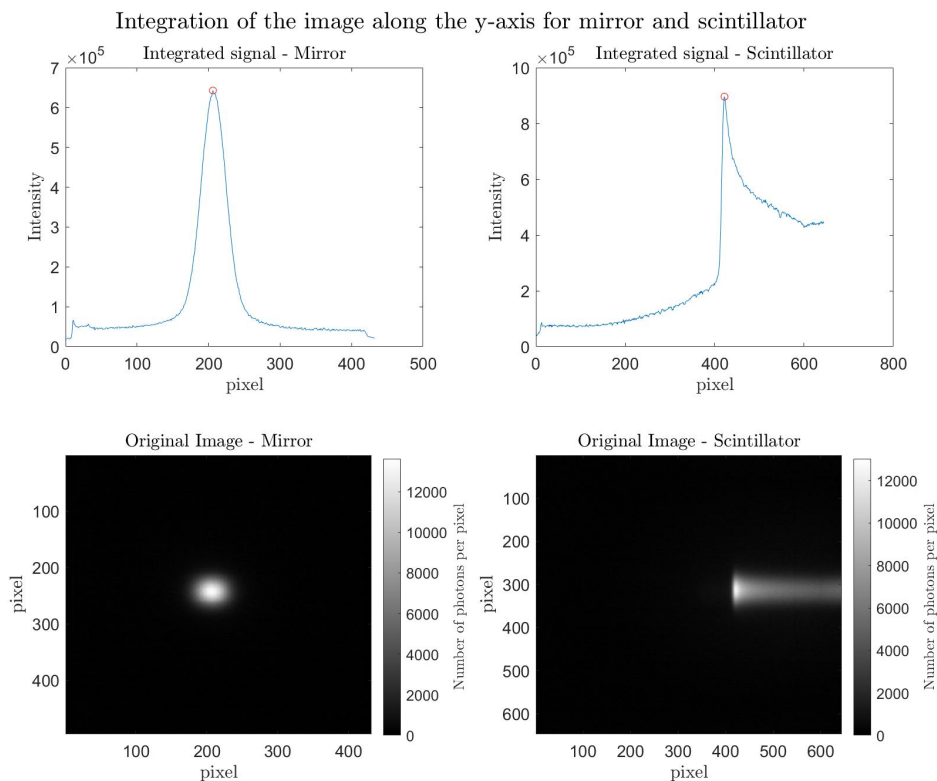 Integration of the image along the y-axis for mirror and scintillator
×10⁵ Integrated signal - Mirror
7
6
5
4
3
2
1
0
Intensity
0 100 200 300 400 500
pixel
×10⁵ Integrated signal - Scintillator
10
8
6
4
2
0
Intensity
0 200 400 600 800
pixel
Original Image - Mirror
100
200
300
400
pixel
100 200 300 400
pixel
12000
10000
8000
6000
4000
2000
0
Number of photons per pixel
Original Image - Scintillator
100
200
300
400
500
600
pixel
100 200 300 400 500 600
pixel
12000
10000
8000
6000
4000
2000
0
Number of photons per pixel